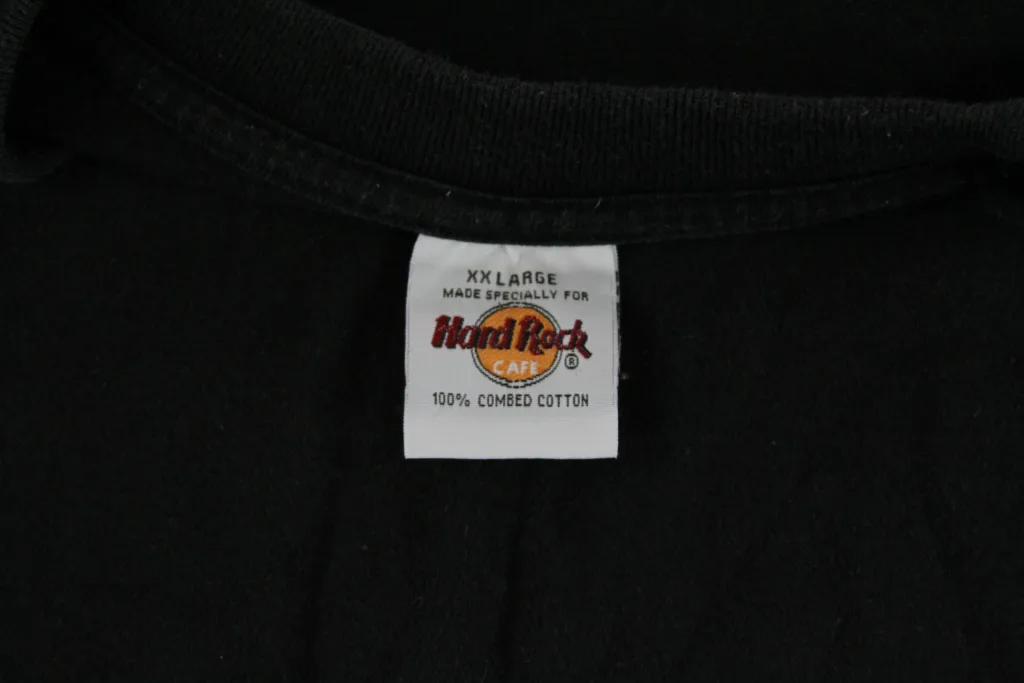 XX LARGE
MADE SPECIALLY FOR
Hard Rock
CAFE ®
100% COMBED COTTON